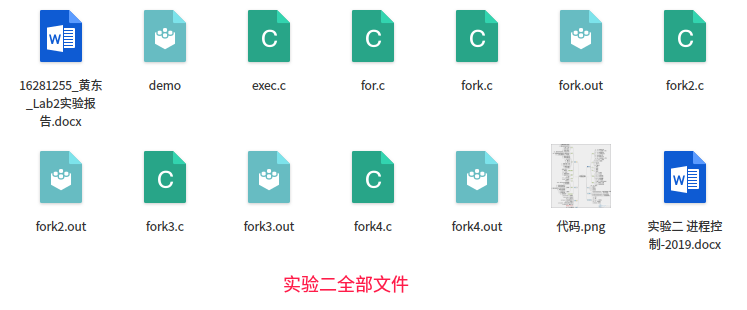 16281255_黄东
_Lab2实验报
告.docx
demo
exec.c
for.c
fork.c
fork.out
fork2.c
fork2.out
fork3.c
fork3.out
fork4.c
fork4.out
代码.png
实验二 进程控
制-2019.docx
实验二全部文件